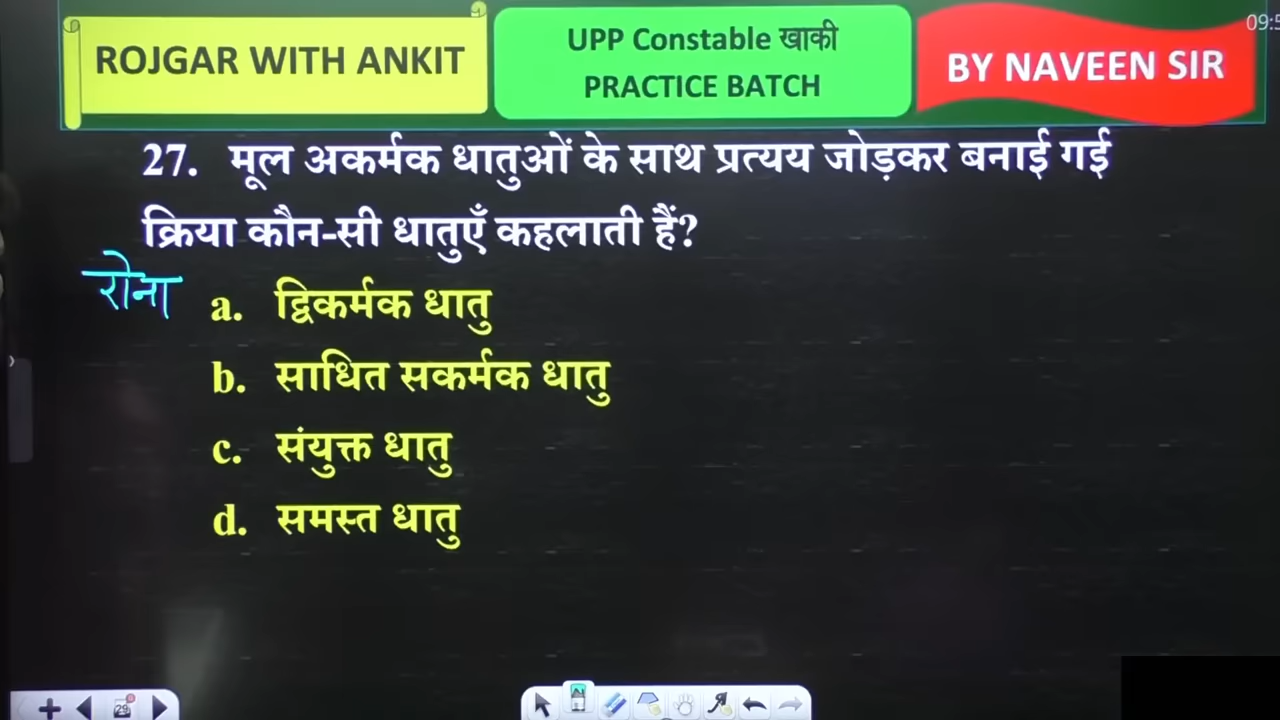 ROJGAR WITH ANKIT
UPP Constable खाकी
PRACTICE BATCH
BY NAVEEN SIR
27. मूल अकर्मक धातुओं के साथ प्रत्यय जोड़कर बनाई गई
क्रिया कौन-सी धातुएँ कहलाती हैं?
रोना
a. द्विकर्मक धातु
b. साधित सकर्मक धातु
c. संयुक्त धातु
d. समस्त धातु
29